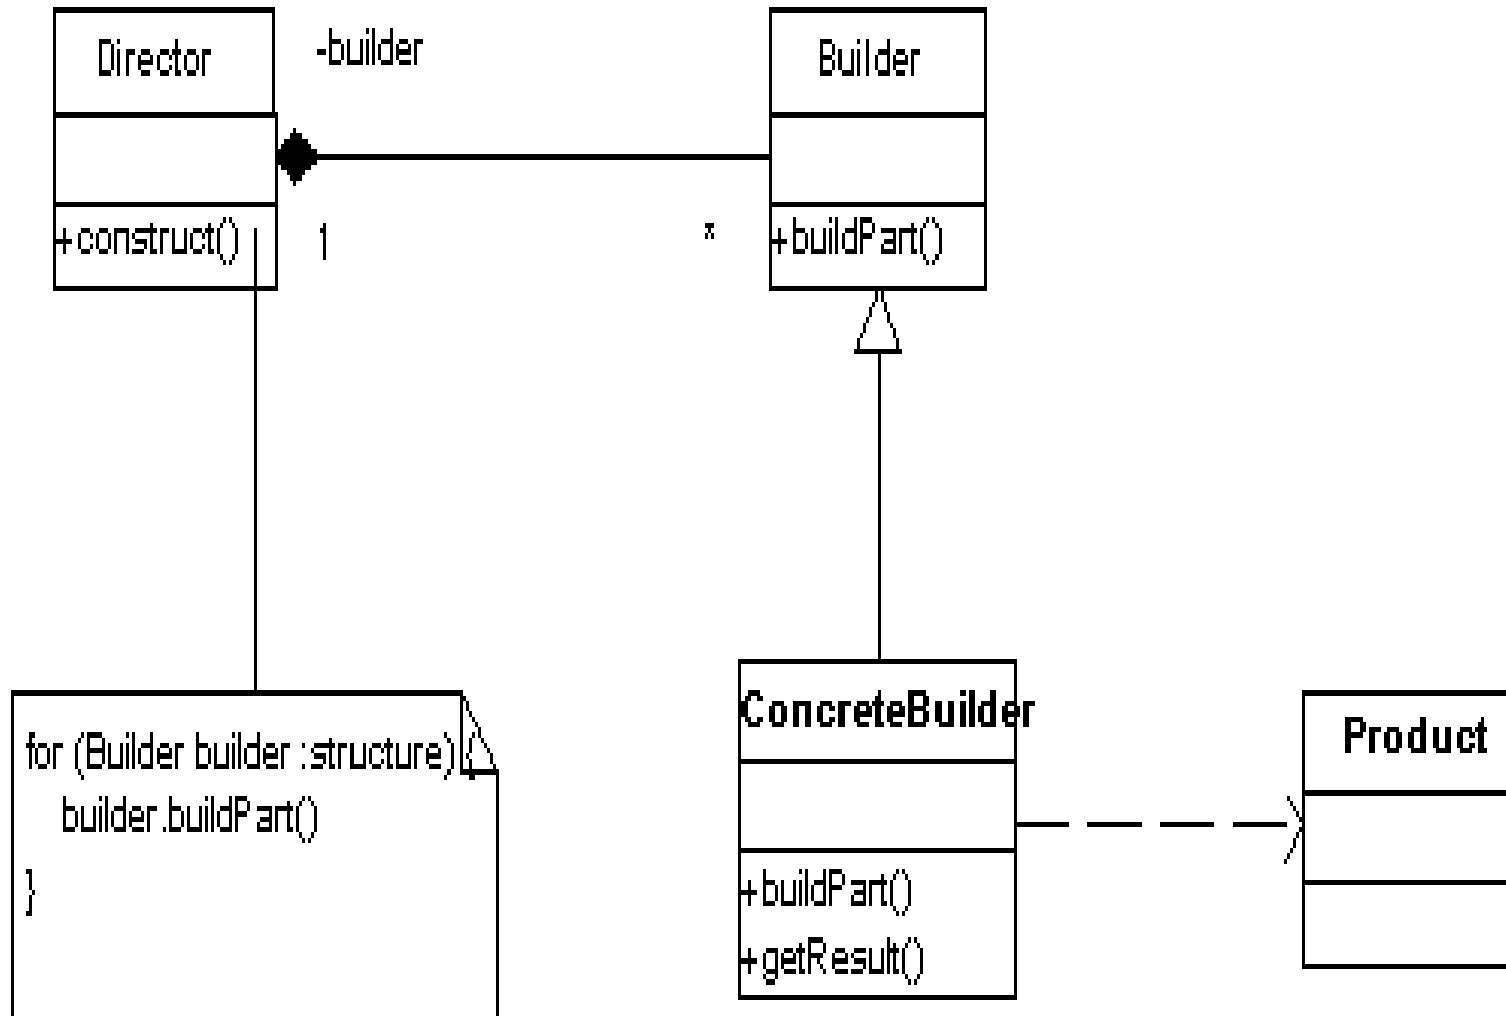 Director
-builder
Builder
+construct()
1
*
+buildPart()
for (Builder builder :structure) {
builder.buildPart()
}
ConcreteBuilder
+buildPart()
+getResult()
Product